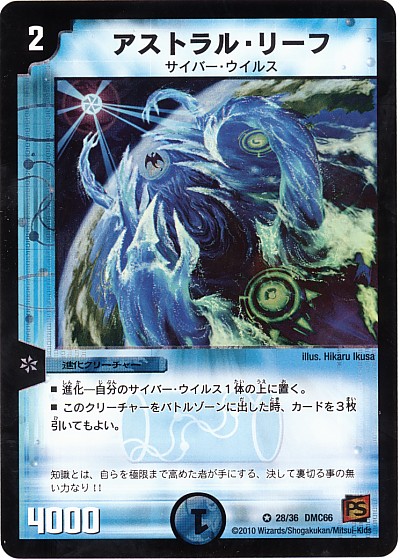 2
アストラル・リーフ
サイバー・ウイルス
illus. Hikaru Ikusa
進化クリーチャー
■ 進化―自分のサイバー・ウイルス1体の上に置く。
■ このクリーチャーをバトルゾーンに出した時、カードを3枚
引いてもよい。
知識とは、自らを極限まで高めた者が手にする、決して裏切る事の無
い力なり!!
4000
28/36 DMC66
©2010 Wizards/Shogakukan/Mitsui-Kids
PS